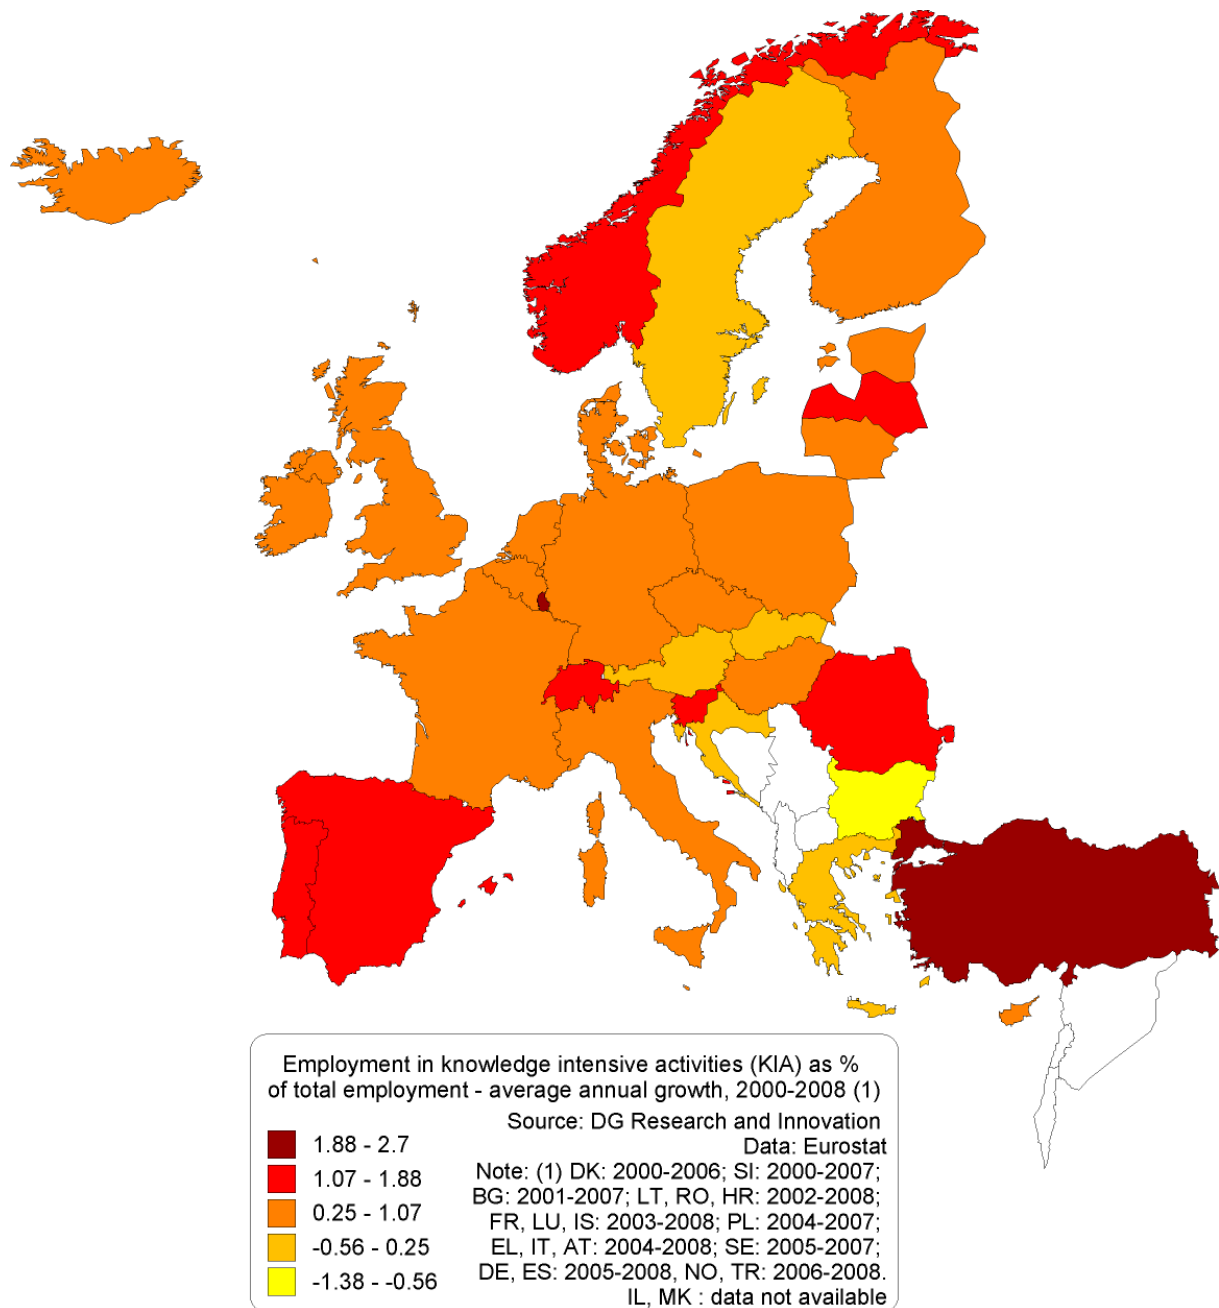 Employment in knowledge intensive activities (KIA) as %
of total employment - average annual growth, 2000-2008 (1)
Source: DG Research and Innovation
Data: Eurostat
1.88 - 2.7
1.07 - 1.88
0.25 - 1.07
-0.56 - 0.25
-1.38 - -0.56
Note: (1) DK: 2000-2006; SI: 2000-2007;
BG: 2001-2007; LT, RO, HR: 2002-2008;
FR, LU, IS: 2003-2008; PL: 2004-2007;
EL, IT, AT: 2004-2008; SE: 2005-2007;
DE, ES: 2005-2008, NO, TR: 2006-2008.
IL, MK : data not available